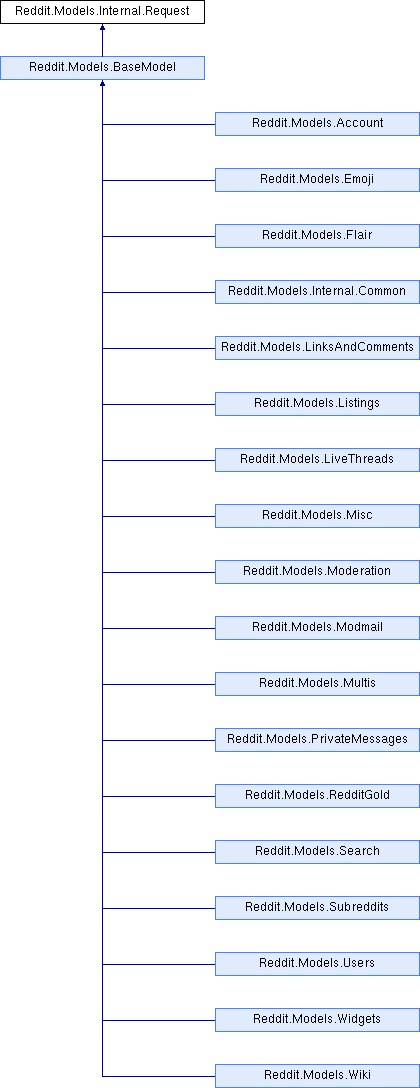 Reddit.Models.Internal.Request
Reddit.Models.BaseModel
Reddit.Models.Account
Reddit.Models.Emoji
Reddit.Models.Flair
Reddit.Models.Internal.Common
Reddit.Models.LinksAndComments
Reddit.Models.Listings
Reddit.Models.LiveThreads
Reddit.Models.Misc
Reddit.Models.Moderation
Reddit.Models.Modmail
Reddit.Models.Multis
Reddit.Models.PrivateMessages
Reddit.Models.RedditGold
Reddit.Models.Search
Reddit.Models.Subreddits
Reddit.Models.Users
Reddit.Models.Widgets
Reddit.Models.Wiki